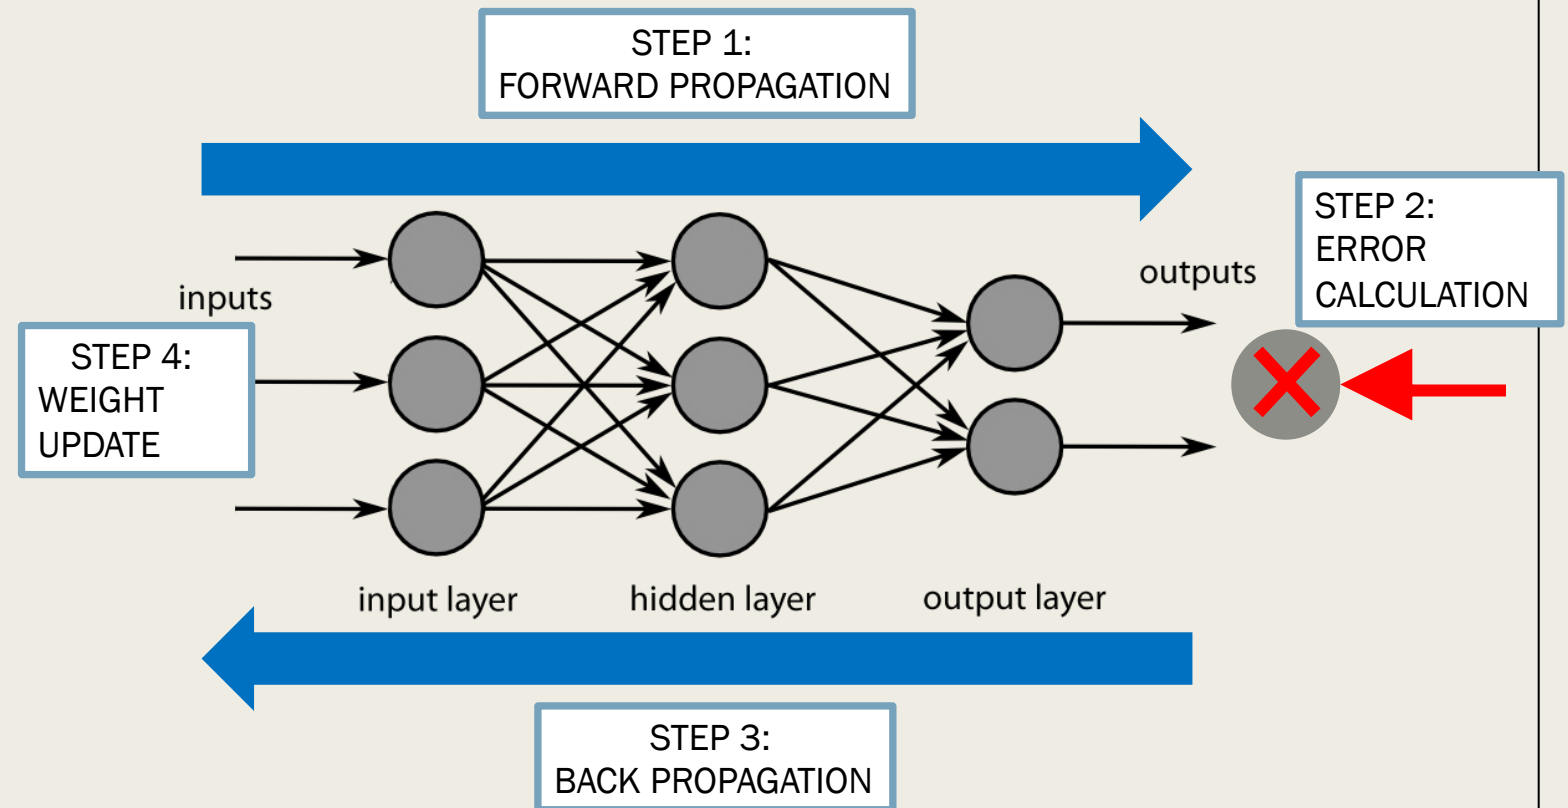 STEP 1:
FORWARD PROPAGATION
STEP 2:
ERROR
CALCULATION
inputs
outputs
STEP 4:
WEIGHT
UPDATE
input layer
hidden layer
output layer
STEP 3:
BACK PROPAGATION